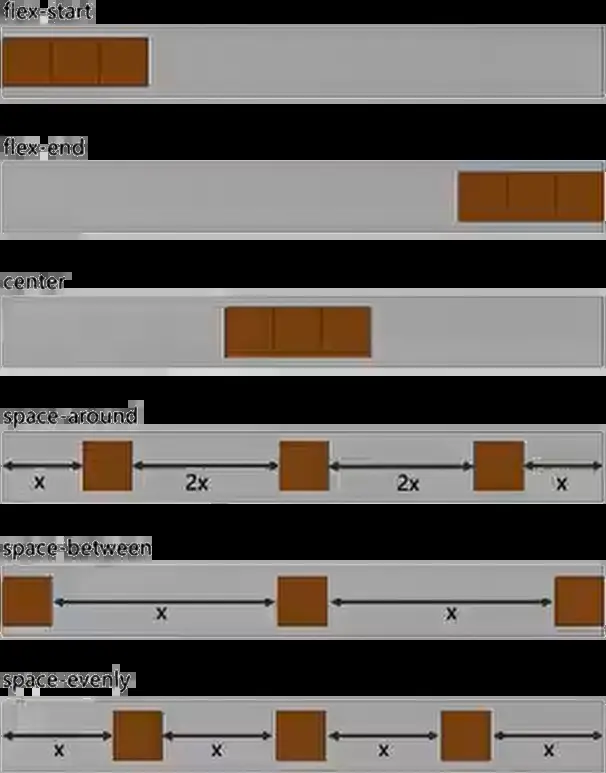 flex-start
flex-end
center
space-around
x 2x 2x x
space-between
x x
space-evenly
x x x x